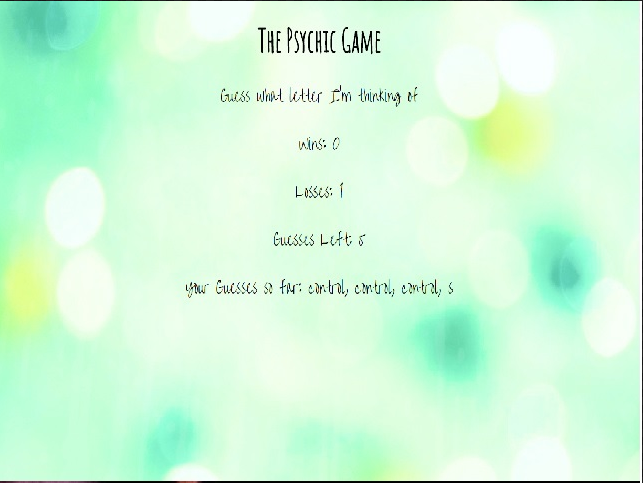 The Psychic Game
Guess what letter I'm thinking of
Wins: 0
Losses: 1
Guesses Left: 5
Your Guesses so far: control, control, control, s